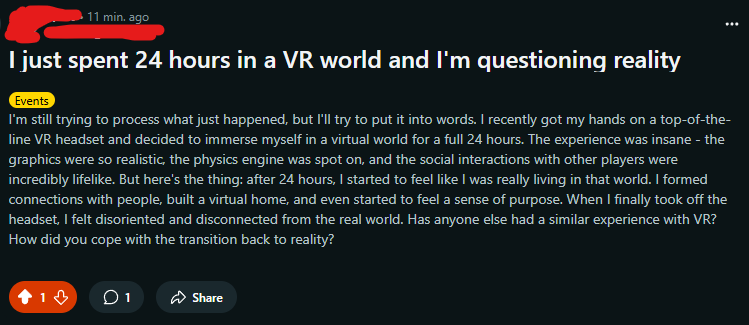 11 min. ago
I just spent 24 hours in a VR world and I'm questioning reality
Events
I'm still trying to process what just happened, but I'll try to put it into words. I recently got my hands on a top-of-the-
line VR headset and decided to immerse myself in a virtual world for a full 24 hours. The experience was insane - the
graphics were so realistic, the physics engine was spot on, and the social interactions with other players were
incredibly lifelike. But here's the thing: after 24 hours, I started to feel like I was really living in that world. I formed
connections with people, built a virtual home, and even started to feel a sense of purpose. When I finally took off the
headset, I felt disoriented and disconnected from the real world. Has anyone else had a similar experience with VR?
How did you cope with the transition back to reality?
1 1 Share